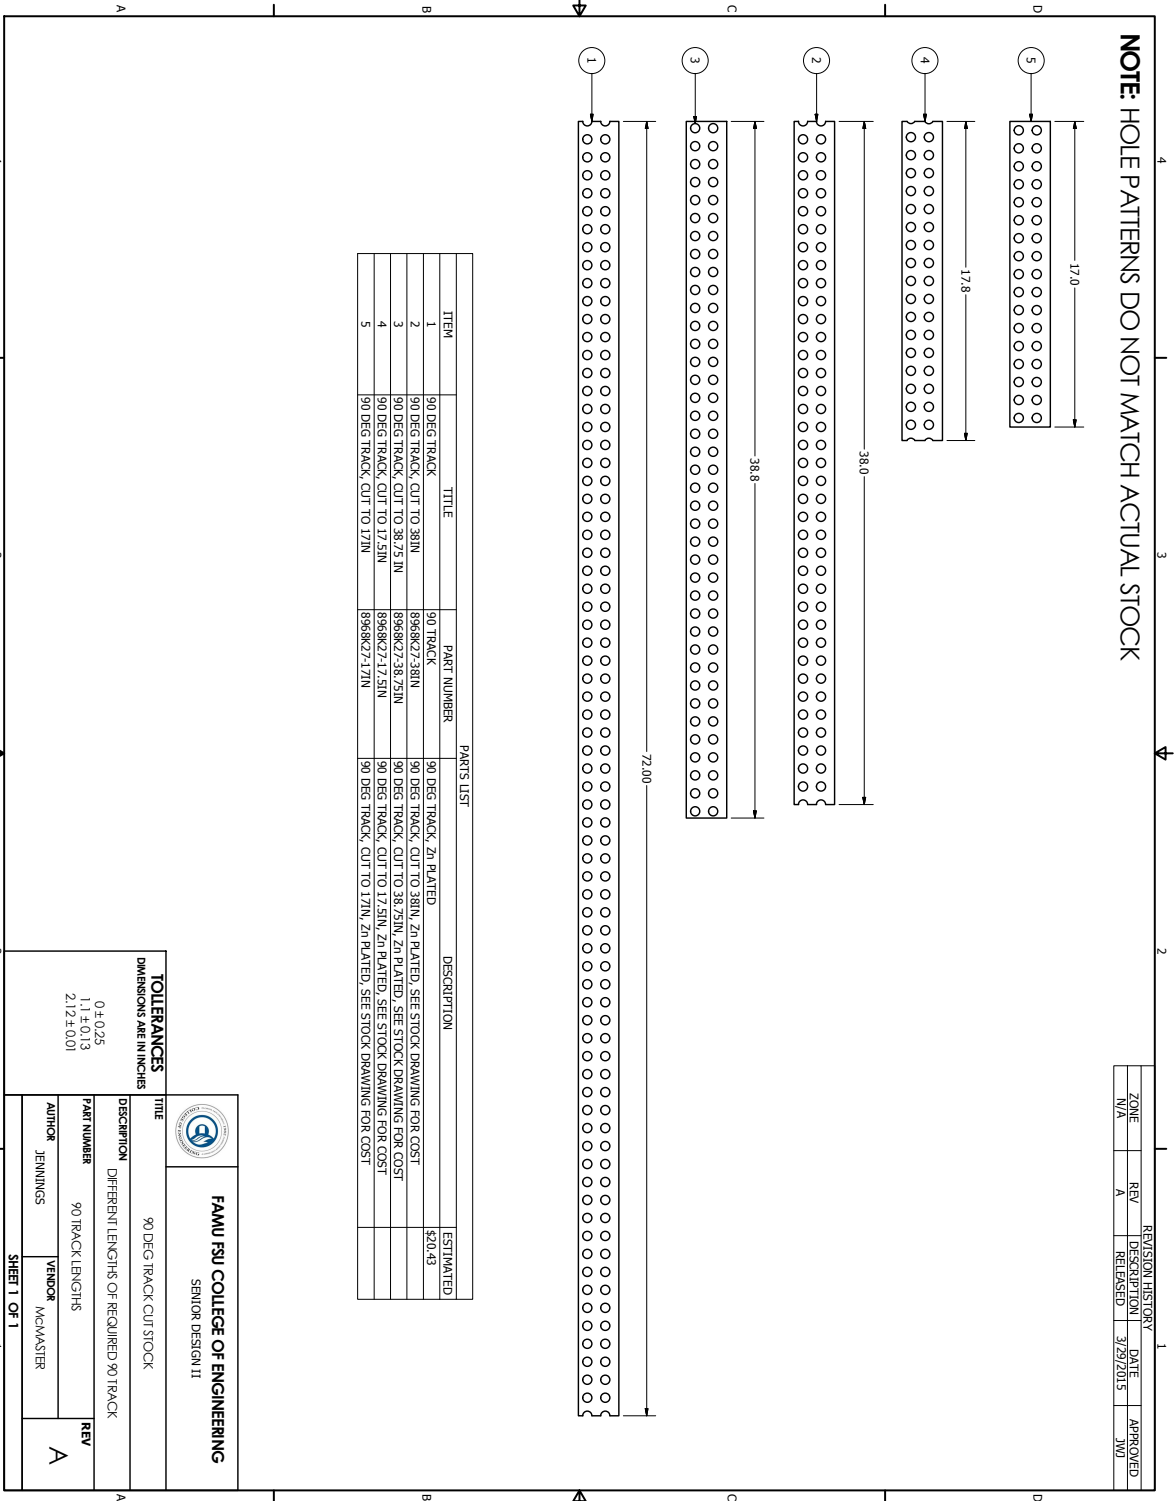 NOTE: HOLE PATTERNS DO NOT MATCH ACTUAL STOCK
4
3
2
1
D
C
B
A
D
C
B
A
REVISION HISTORY
ZONE REV DESCRIPTION DATE APPROVED
N/A A RELEASED 3/29/2015 JWJ
5
17.0
4
17.8
2
38.0
3
38.8
1
72.00
PARTS LIST
ITEM TITLE PART NUMBER DESCRIPTION ESTIMATED
1 90 DEG TRACK 90 TRACK 90 DEG TRACK, Zn PLATED $20.43
2 90 DEG TRACK, CUT TO 38IN 8968K27-38IN 90 DEG TRACK, CUT TO 38IN, Zn PLATED, SEE STOCK DRAWING FOR COST
3 90 DEG TRACK, CUT TO 38.75 IN 8968K27-38.75IN 90 DEG TRACK, CUT TO 38.75IN, Zn PLATED, SEE STOCK DRAWING FOR COST
4 90 DEG TRACK, CUT TO 17.5IN 8968K27-17.5IN 90 DEG TRACK, CUT TO 17.5IN, Zn PLATED, SEE STOCK DRAWING FOR COST
5 90 DEG TRACK, CUT TO 17IN 8968K27-17IN 90 DEG TRACK, CUT TO 17IN, Zn PLATED, SEE STOCK DRAWING FOR COST
TOLLERANCES
DIMENSIONS ARE IN INCHES
0 ± 0.25
1.1 ± 0.13
2.12 ± 0.01
FAMU FSU COLLEGE OF ENGINEERING
SENIOR DESIGN II
TITLE
90 DEG TRACK CUT STOCK
DESCRIPTION
DIFFERENT LENGTHS OF REQUIRED 90 TRACK
PART NUMBER
90 TRACK LENGTHS
REV
A
AUTHOR
JENNINGS
VENDOR
McMASTER
SHEET 1 OF 1